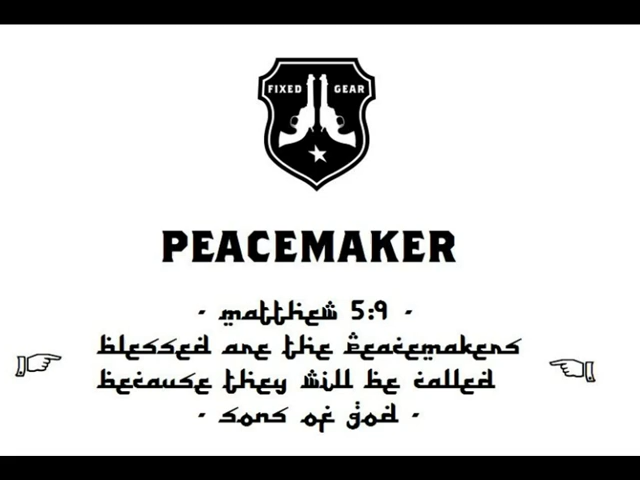 FIXED GEAR
PEACEMAKER
- matthew 5:9 -
blessed are the peacemakers
because they will be called
- sons of god -